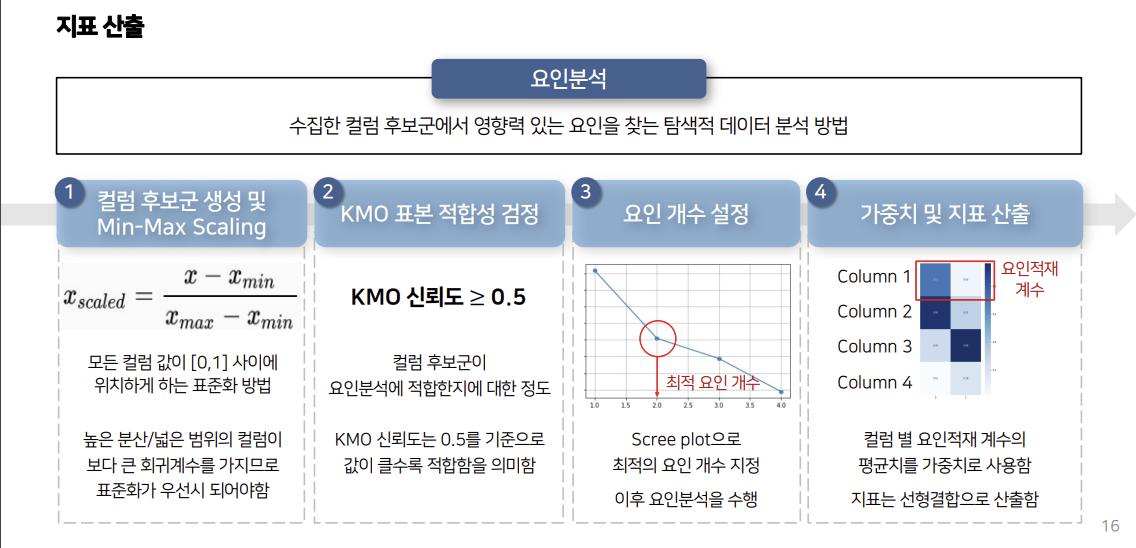 지표 산출
요인분석
수집한 컬럼 후보군에서 영향력 있는 요인을 찾는 탐색적 데이터 분석 방법
1
컬럼 후보군 생성 및
Min-Max Scaling
x_scaled = (x − x_min) / (x_max − x_min)
모든 컬럼 값이 [0,1] 사이에
위치하게 하는 표준화 방법
높은 분산/넓은 범위의 컬럼이
보다 큰 회귀계수를 가지므로
표준화가 우선시 되어야함
2
KMO 표본 적합성 검정
KMO 신뢰도 ≥ 0.5
컬럼 후보군이
요인분석에 적합한지에 대한 정도
KMO 신뢰도는 0.5를 기준으로
값이 클수록 적합함을 의미함
3
요인 개수 설정
최적 요인 개수
1.0 1.5 2.0 2.5 3.0 3.5 4.0
Scree plot으로
최적의 요인 개수 지정
이후 요인분석을 수행
4
가중치 및 지표 산출
Column 1
Column 2
Column 3
Column 4
요인적재
계수
컬럼 별 요인적재 계수의
평균치를 가중치로 사용함
지표는 선형결합으로 산출함
16